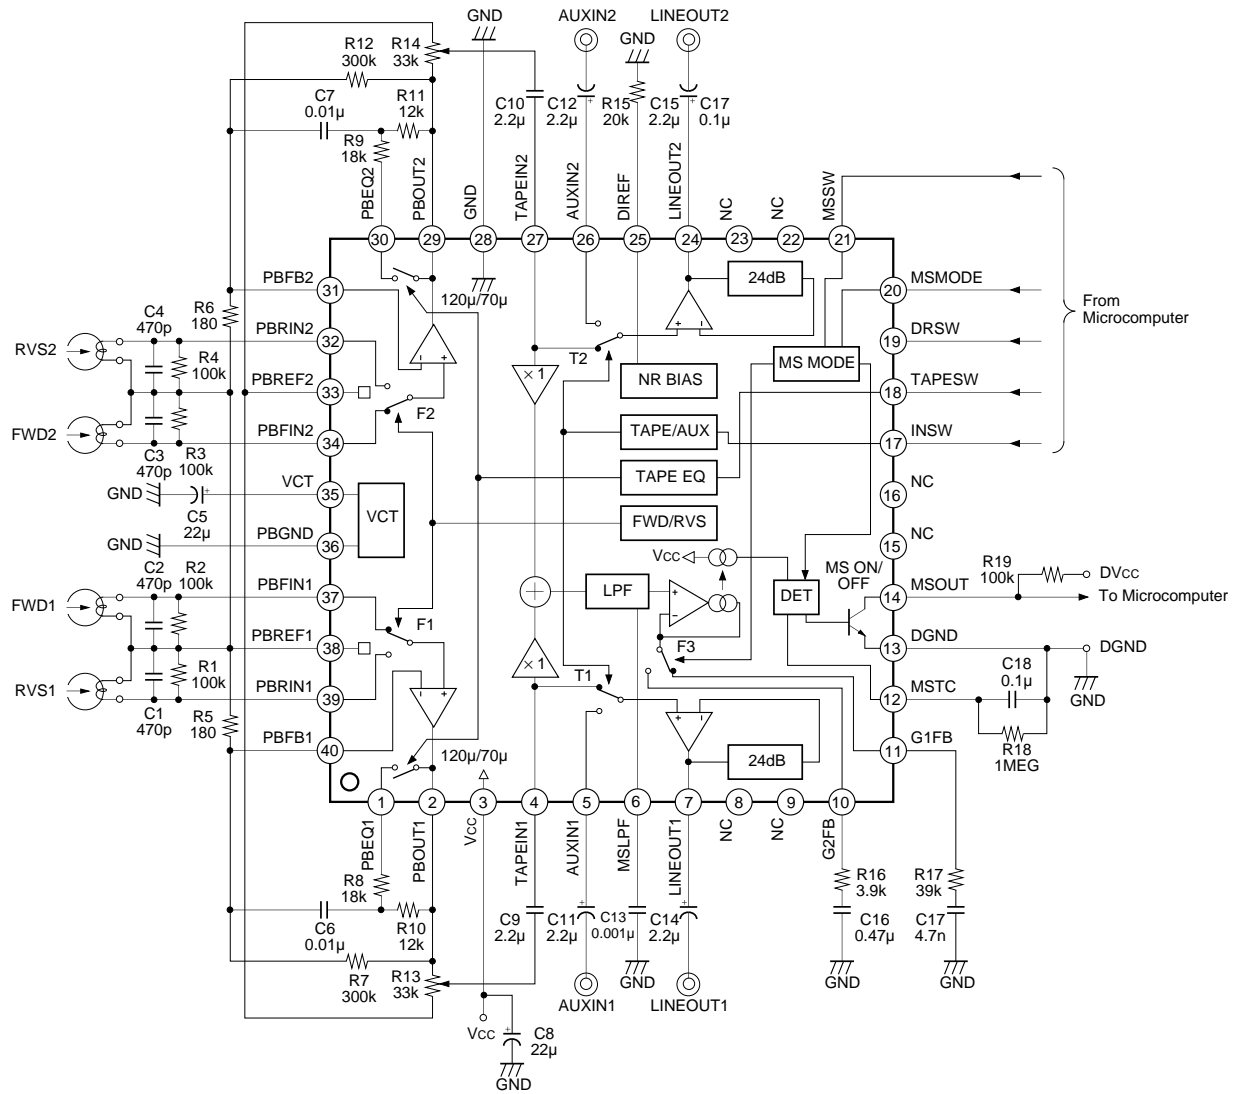 GND
AUXIN2
LINEOUT2
GND
R12
300k
R14
33k
C7
0.01µ
R11
12k
R9
18k
C10
2.2µ
C12
2.2µ
R15
20k
C15
2.2µ
C17
0.1µ
PBEQ2
PBOUT2
GND
TAPEIN2
AUXIN2
DIREF
LINEOUT2
NC
NC
MSSW
30
29
28
27
26
25
24
23
22
21
+
+
PBFB2
31
120µ/70µ
24dB
20
MSMODE
From
Microcomputer
R6
180
C4
470p
RVS2
R4
100k
PBRIN2
32
–
+
+
–
T2
MS MODE
19
DRSW
PBREF2
33
× 1
NR BIAS
18
TAPESW
FWD2
PBFIN2
34
F2
TAPE/AUX
17
INSW
C3
470p
R3
100k
TAPE EQ
GND
+
C5
22µ
VCT
35
VCT
16
NC
FWD/RVS
GND
PBGND
36
15
NC
VCC
MS ON/
OFF
R19
100k
DVCC
To Microcomputer
C2
470p
R2
100k
FWD1
PBFIN1
37
+
LPF
+
–
DET
14
MSOUT
F1
PBREF1
38
F3
13
DGND
DGND
GND
× 1
T1
C18
0.1µ
R1
100k
RVS1
PBRIN1
39
12
MSTC
C1
470p
R5
180
–
+
+
–
R18
1MEG
PBFB1
40
120µ/70µ
24dB
11
G1FB
1
2
3
4
5
6
7
8
9
10
PBEQ1
PBOUT1
VCC
TAPEIN1
AUXIN1
MSLPF
LINEOUT1
NC
NC
G2FB
R8
18k
C6
0.01µ
R10
12k
C9
2.2µ
C11
2.2µ
+
C13
0.001µ
C14
2.2µ
+
R16
3.9k
R17
39k
C16
0.47µ
C17
4.7n
R7
300k
R13
33k
AUXIN1
GND
LINEOUT1
GND
GND
VCC
+
C8
22µ
GND